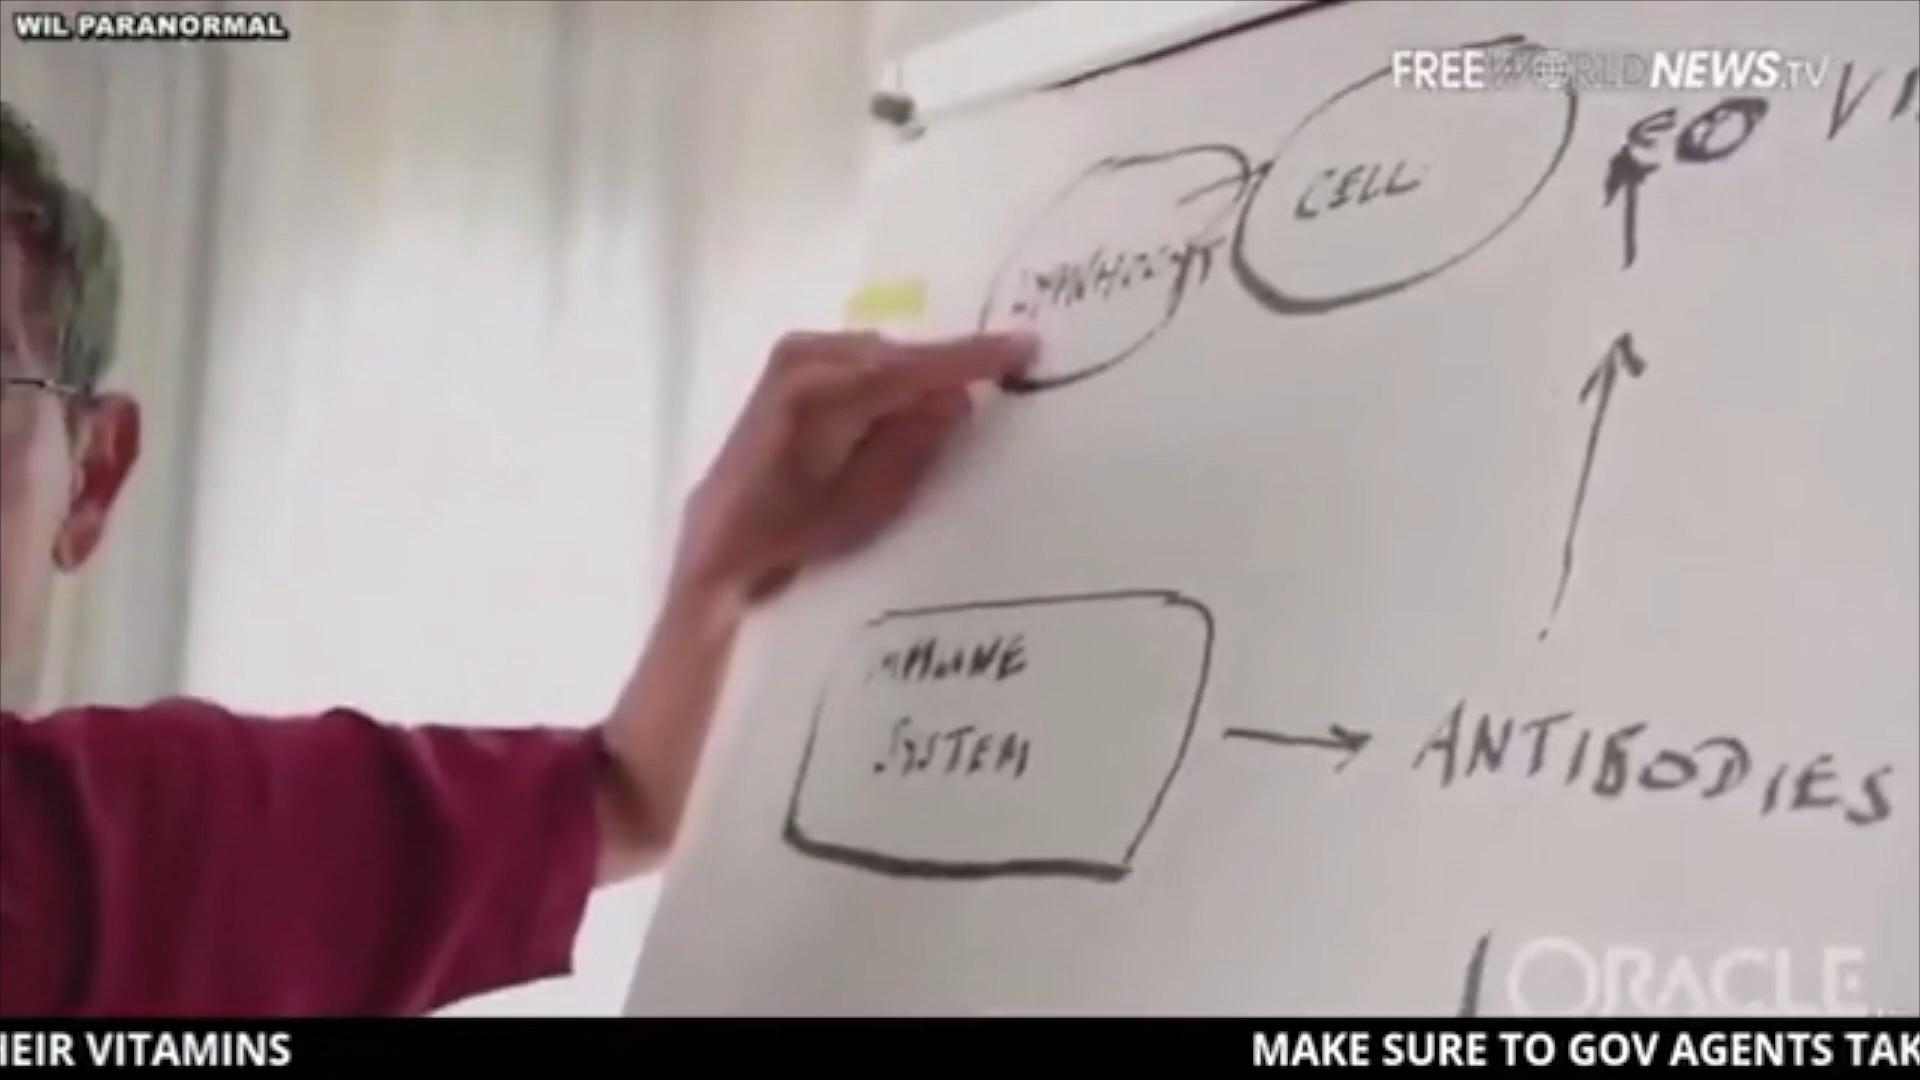 WIL PARANORMAL
FREEWORLDNEWS.TV
CELL
IMMUNE
SYSTEM
ANTIBODIES
ORACLE
HEIR VITAMINS
MAKE SURE TO GOV AGENTS TAK